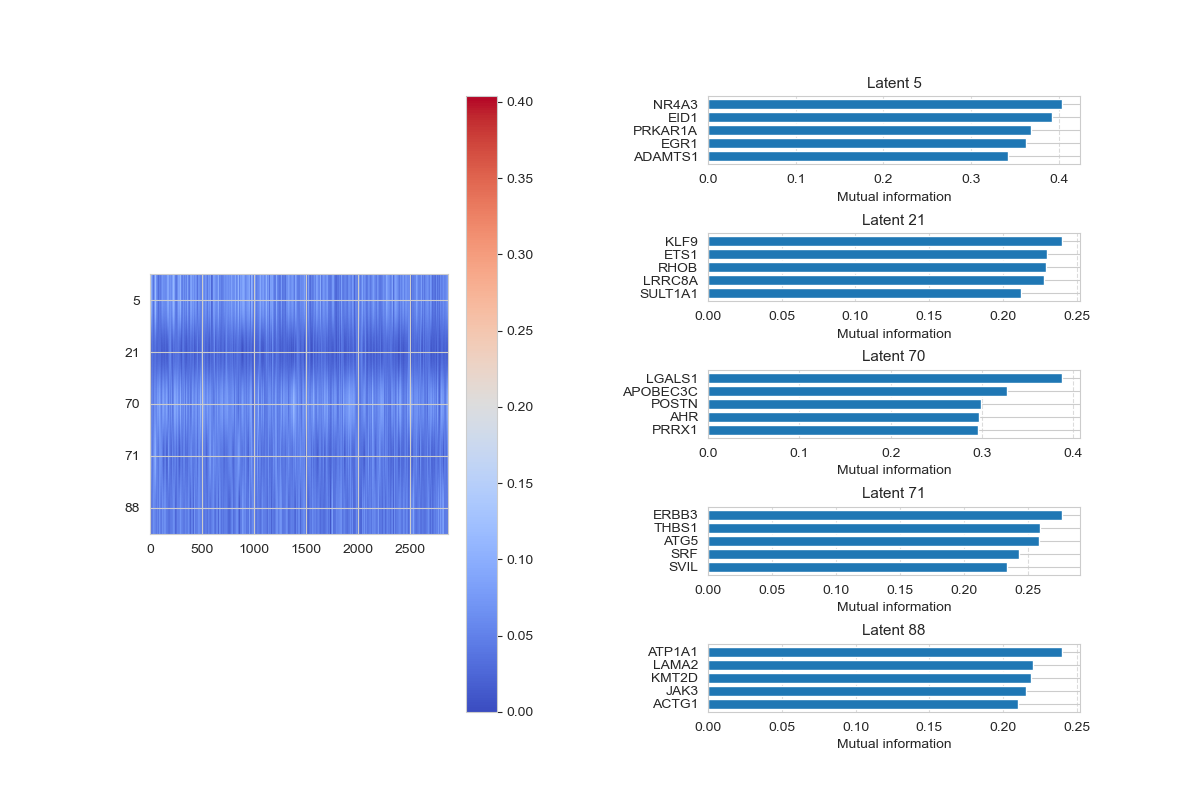 5
21
70
71
88
0 500 1000 1500 2000 2500
0.40
0.35
0.30
0.25
0.20
0.15
0.10
0.05
0.00
Latent 5
NR4A3
EID1
PRKAR1A
EGR1
ADAMTS1
0.0 0.1 0.2 0.3 0.4
Mutual information
Latent 21
KLF9
ETS1
RHOB
LRRC8A
SULT1A1
0.00 0.05 0.10 0.15 0.20 0.25
Mutual information
Latent 70
LGALS1
APOBEC3C
POSTN
AHR
PRRX1
0.0 0.1 0.2 0.3 0.4
Mutual information
Latent 71
ERBB3
THBS1
ATG5
SRF
SVIL
0.00 0.05 0.10 0.15 0.20 0.25
Mutual information
Latent 88
ATP1A1
LAMA2
KMT2D
JAK3
ACTG1
0.00 0.05 0.10 0.15 0.20 0.25
Mutual information